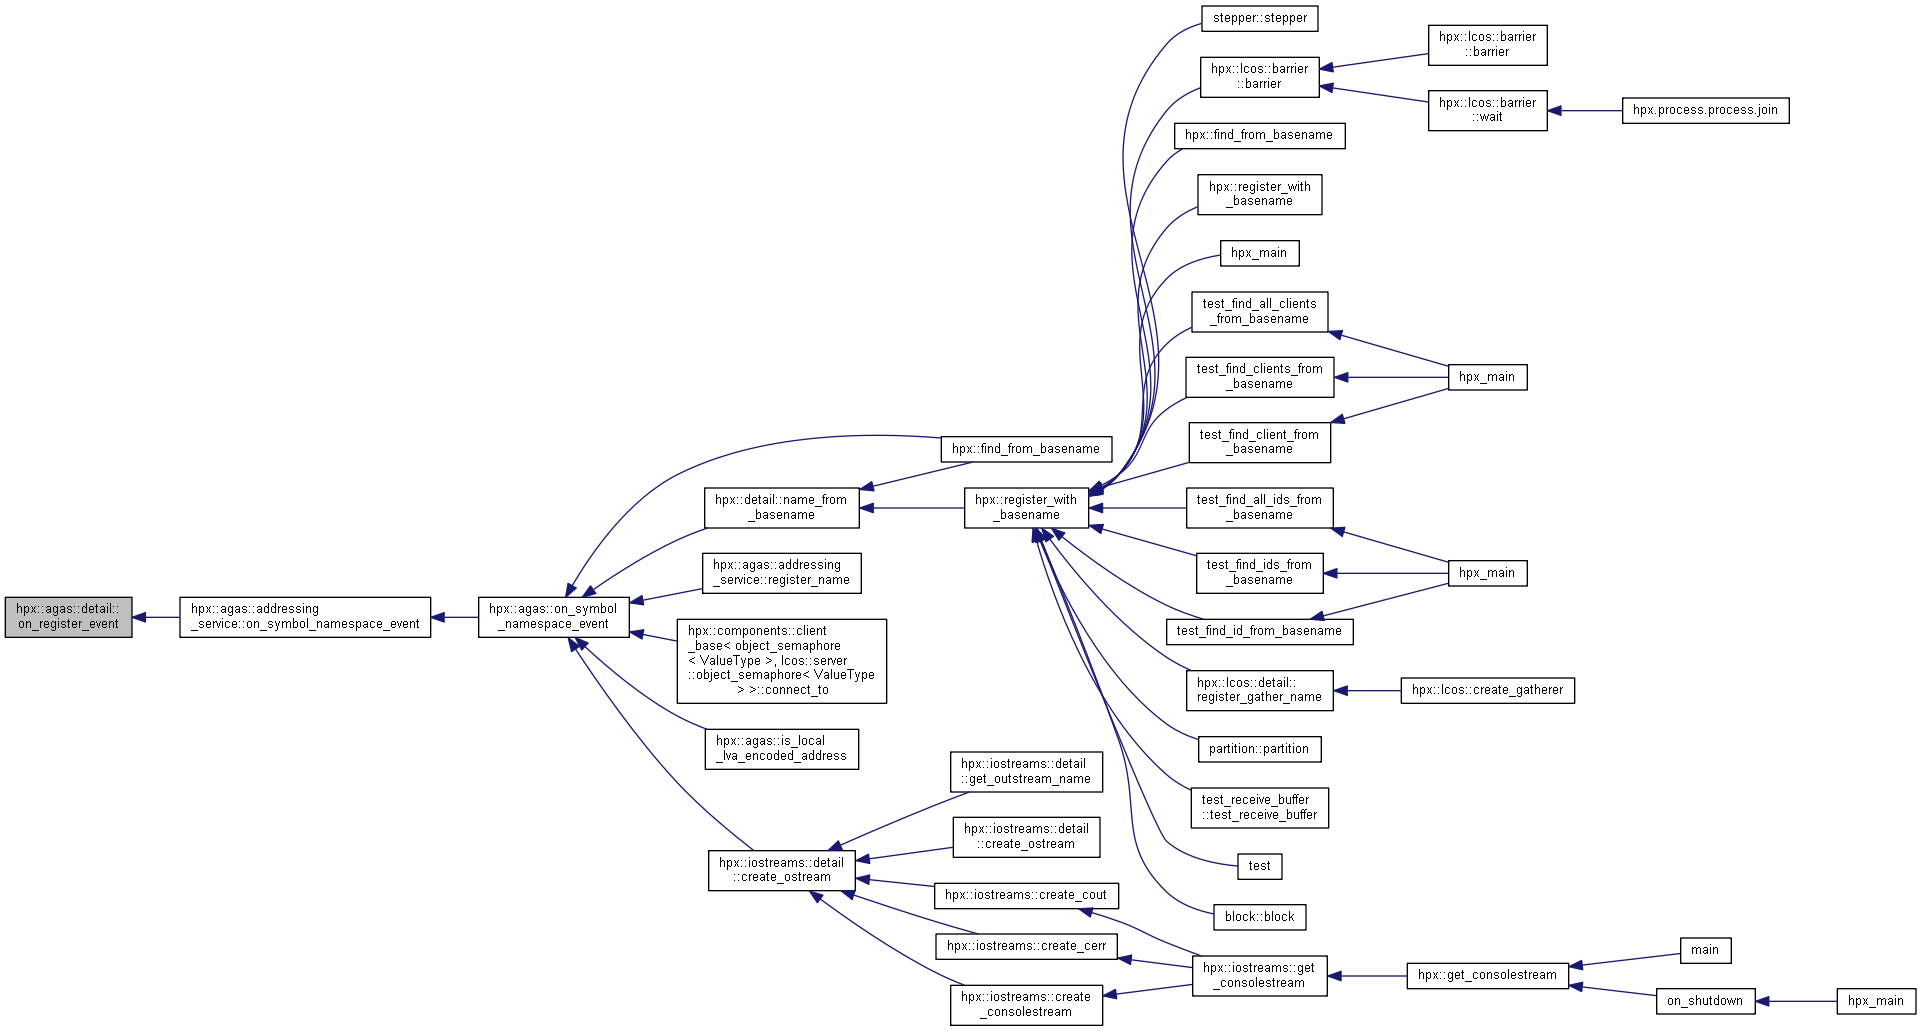 stepper::stepper
hpx::lcos::barrier
::barrier
hpx::lcos::barrier
::barrier
hpx::lcos::barrier
::wait
hpx.process.process.join
hpx::find_from_basename
hpx::register_with
_basename
hpx_main
test_find_all_clients
_from_basename
test_find_clients_from
_basename
hpx_main
test_find_client_from
_basename
hpx::find_from_basename
hpx::detail::name_from
_basename
hpx::register_with
_basename
test_find_all_ids_from
_basename
test_find_ids_from
_basename
hpx_main
hpx::agas::addressing
_service::register_name
hpx::agas::detail::
on_register_event
hpx::agas::addressing
_service::on_symbol_namespace_event
hpx::agas::on_symbol
_namespace_event
test_find_id_from_basename
hpx::components::client
_base< object_semaphore
< ValueType >, lcos::server
::object_semaphore< ValueType
> >::connect_to
hpx::lcos::detail::
register_gather_name
hpx::lcos::create_gatherer
hpx::agas::is_local
_lva_encoded_address
partition::partition
hpx::iostreams::detail
::get_outstream_name
test_receive_buffer
::test_receive_buffer
hpx::iostreams::detail
::create_ostream
hpx::iostreams::detail
::create_ostream
test
hpx::iostreams::create_cout
block::block
hpx::iostreams::create_cerr
hpx::iostreams::get
_consolestream
hpx::get_consolestream
main
hpx::iostreams::create
_consolestream
on_shutdown
hpx_main